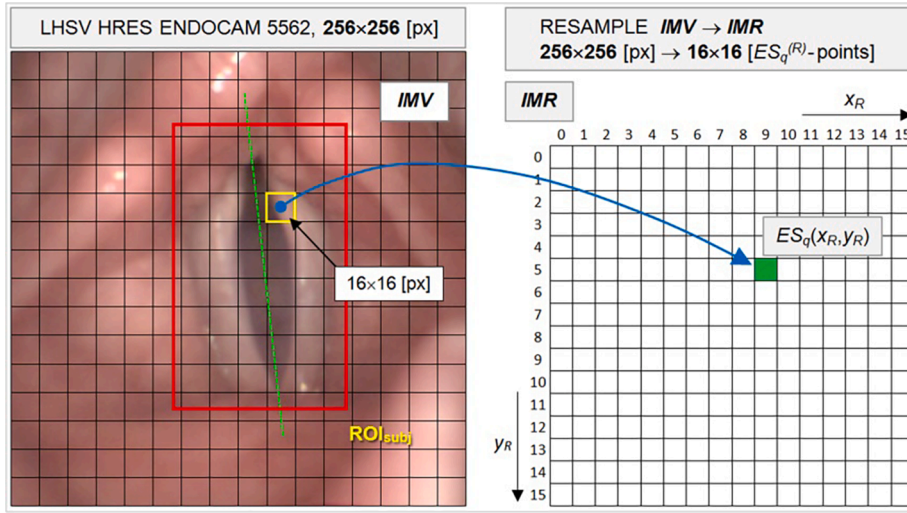 LHSV HRES ENDOCAM 5562, 256×256 [px]
IMV
16×16 [px]
ROIsubj
RESAMPLE IMV → IMR
256×256 [px] → 16×16 [ESq(R)-points]
IMR
xR
0 1 2 3 4 5 6 7 8 9 10 11 12 13 14 15
0
1
2
3
4
5
6
7
8
9
10
11
12
13
14
15
ESq(xR,yR)
yR